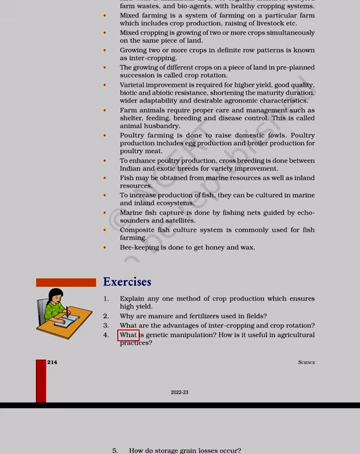 farm wastes, and bio-agents, with healthy cropping systems.
• Mixed farming is a system of farming on a particular farm
which includes crop production, raising of livestock etc.
• Mixed cropping is growing of two or more crops simultaneously
on the same piece of land.
• Growing two or more crops in definite row patterns is known
as inter-cropping.
• The growing of different crops on a piece of land in pre-planned
succession is called crop rotation.
• Varietal improvement is required for higher yield, good quality,
biotic and abiotic resistance, shortening the maturity duration,
wider adaptability and desirable agronomic characteristics.
• Farm animals require proper care and management such as
shelter, feeding, breeding and disease control. This is called
animal husbandry.
• Poultry farming is done to raise domestic fowls. Poultry
production includes egg production and broiler production for
poultry meat.
• To enhance poultry production, cross breeding is done between
Indian and exotic breeds for variety improvement.
• Fish may be obtained from marine resources as well as inland
resources.
• To increase production of fish, they can be cultured in marine
and inland ecosystems.
• Marine fish capture is done by fishing nets guided by echo-
sounders and satellites.
• Composite fish culture system is commonly used for fish
farming.
• Bee-keeping is done to get honey and wax.
Exercises
1. Explain any one method of crop production which ensures
high yield.
2. Why are manure and fertilizers used in fields?
3. What are the advantages of inter-cropping and crop rotation?
4. What is genetic manipulation? How is it useful in agricultural
practices?
214 SCIENCE
2022-23
5. How do storage grain losses occur?